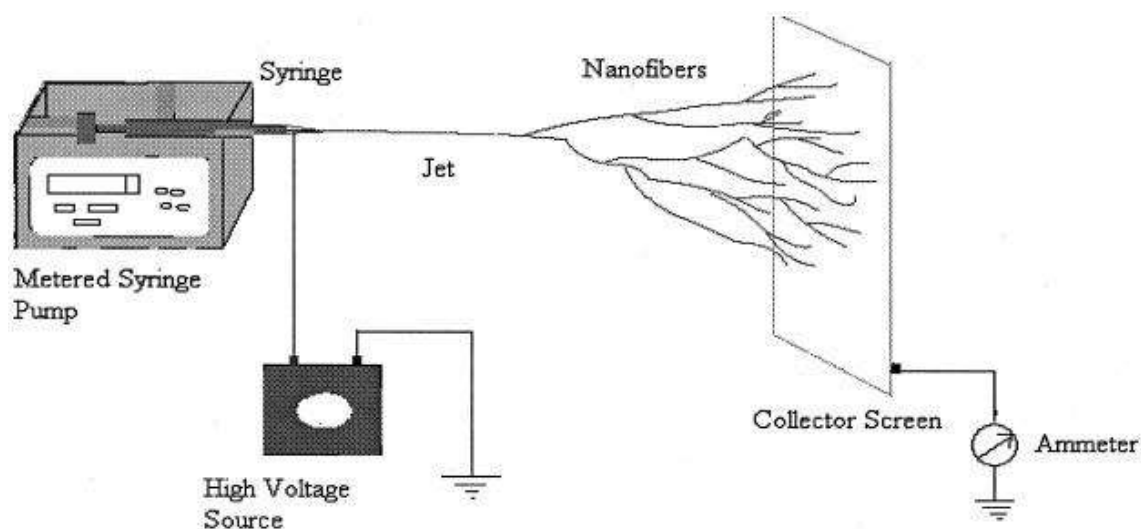 Syringe
Nanofibers
Jet
Metered Syringe
Pump
Collector Screen
Ammeter
High Voltage
Source